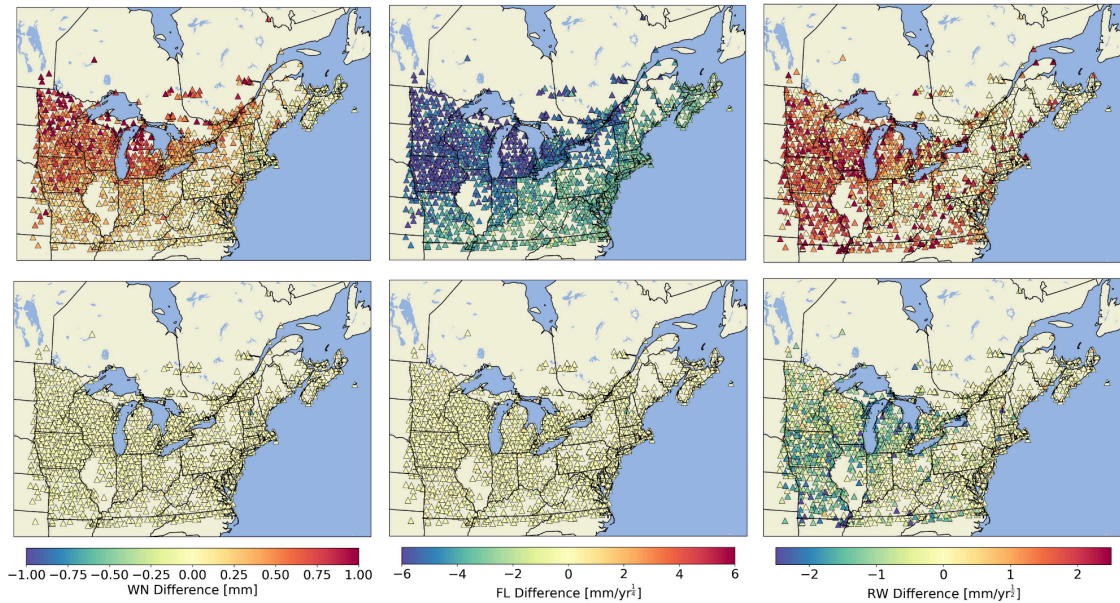 −1.00 −0.75 −0.50 −0.25 0.00 0.25 0.50 0.75 1.00
WN Difference [mm]
−6 −4 −2 0 2 4 6
FL Difference [mm/yr^{1/4}]
−2 −1 0 1 2
RW Difference [mm/yr^{1/2}]